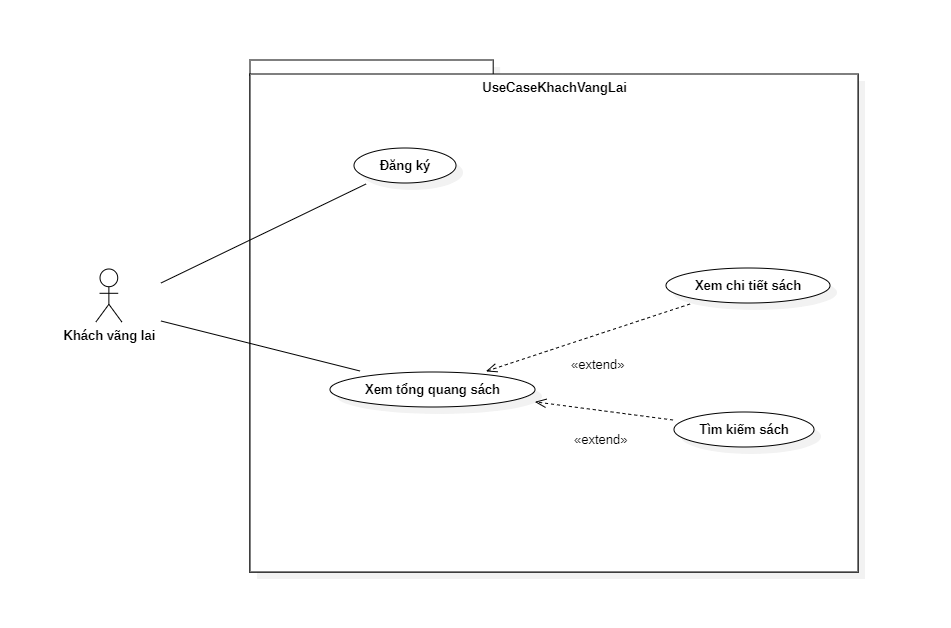 UseCaseKhachVangLai
Đăng ký
Xem chi tiết sách
Khách vãng lai
«extend»
Xem tổng quang sách
Tìm kiếm sách
«extend»